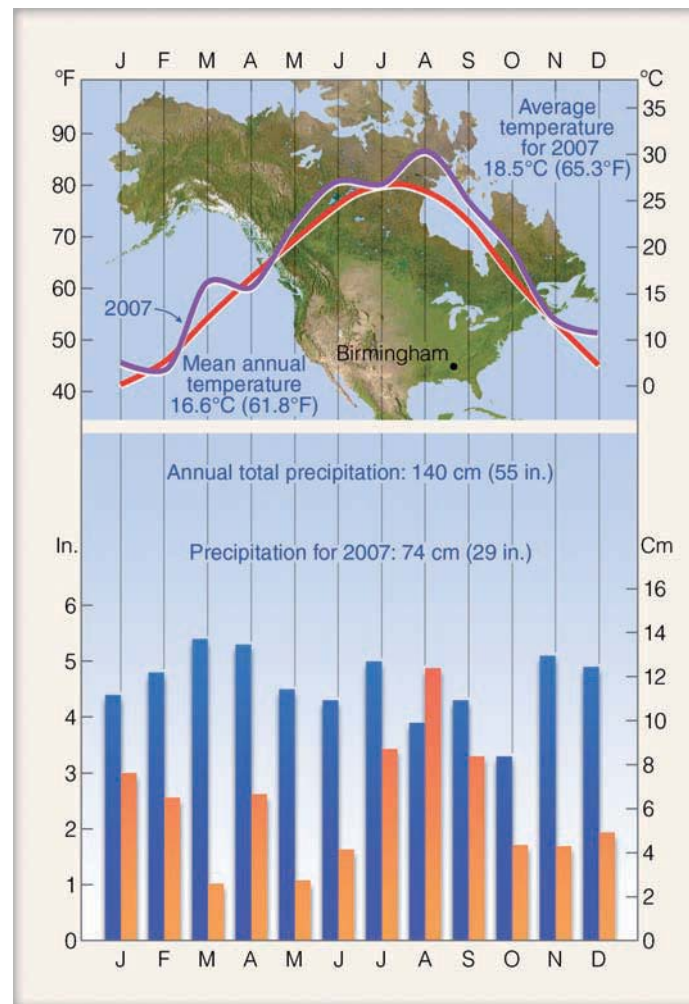 J F M A M J J A S O N D
°F °C
90
80
70
60
50
40
35
30
25
20
15
10
0
Average
temperature
for 2007
18.5°C (65.3°F)
2007
Mean annual
temperature
16.6°C (61.8°F)
Birmingham
Annual total precipitation: 140 cm (55 in.)
In. Cm
Precipitation for 2007: 74 cm (29 in.)
6
5
4
3
2
1
0
16
14
12
10
8
6
4
2
0
J F M A M J J A S O N D